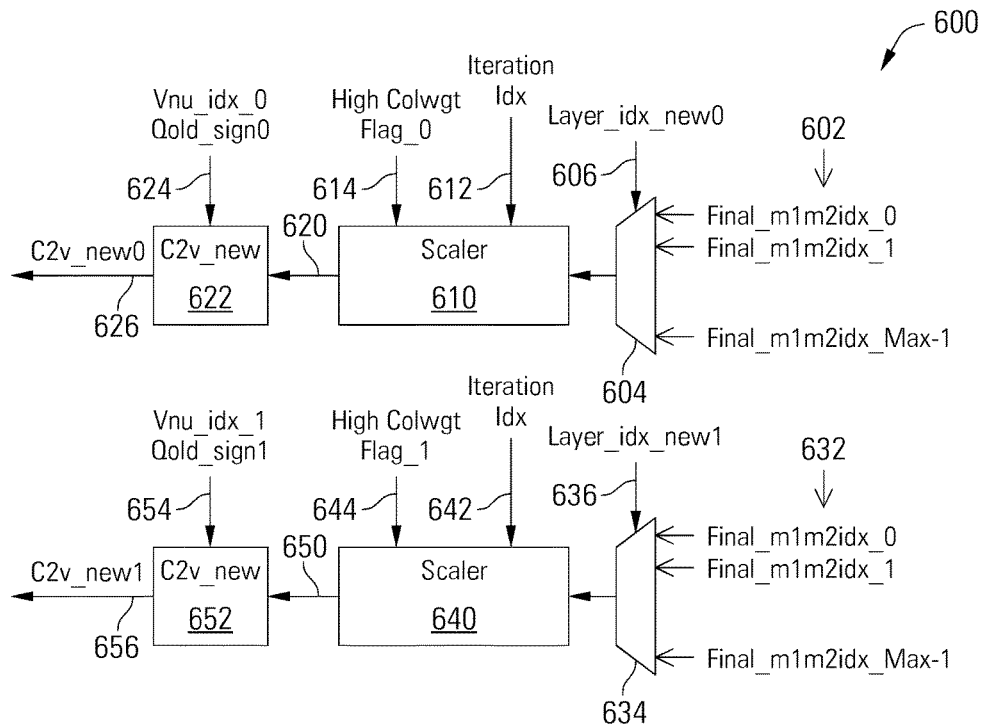 600
Iteration
Idx
Vnu_idx_0
Qold_sign0
High Colwgt
Flag_0
Layer_idx_new0
602
624
614
612
606
Final_m1m2idx_0
Final_m1m2idx_1
C2v_new0
C2v_new
620
Scaler
622
610
626
Final_m1m2idx_Max-1
604
Iteration
Idx
Vnu_idx_1
Qold_sign1
High Colwgt
Flag_1
Layer_idx_new1
632
654
644
642
636
Final_m1m2idx_0
Final_m1m2idx_1
C2v_new1
C2v_new
650
Scaler
652
640
656
Final_m1m2idx_Max-1
634